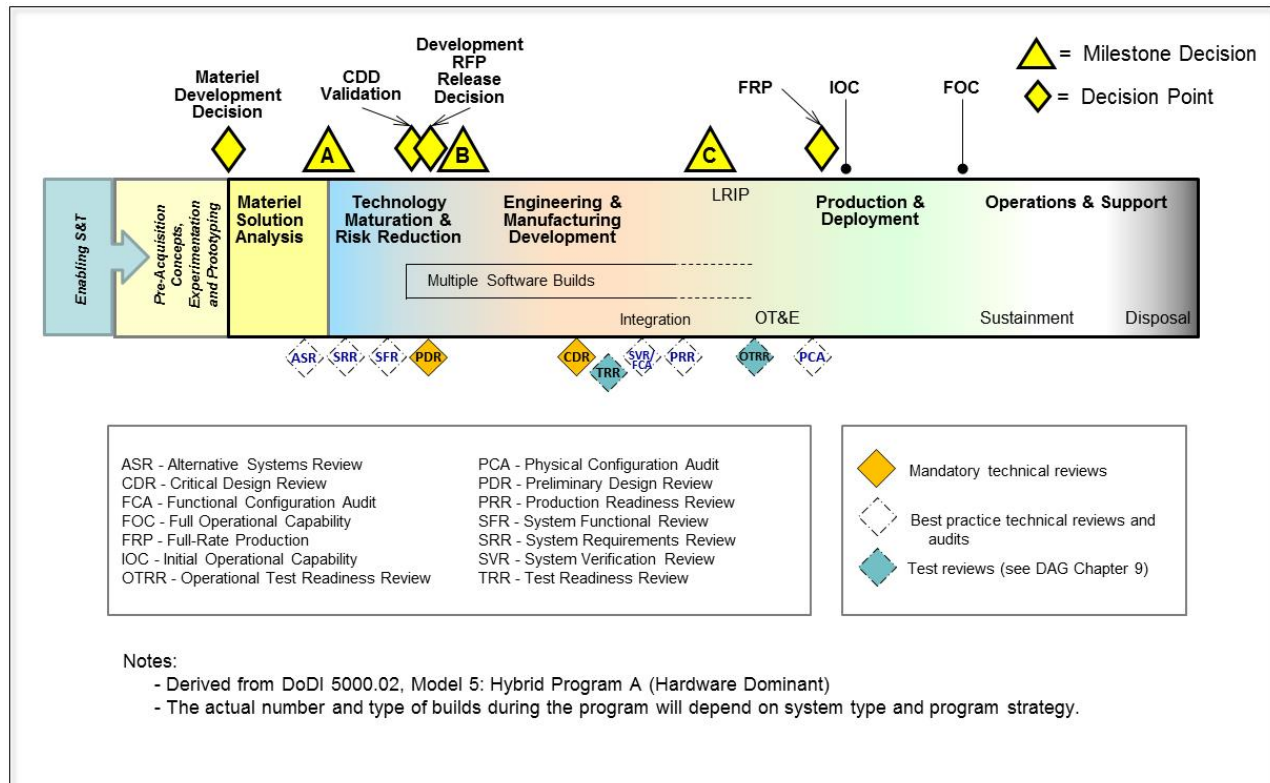 Development
RFP
Release
Decision
Materiel
Development
Decision
CDD
Validation
FRP
IOC
FOC
= Milestone Decision
= Decision Point
A
B
C
Enabling S&T
Pre-Acquisition
Concepts,
Experimentation
and Prototyping
Materiel
Solution
Analysis
Technology
Maturation &
Risk Reduction
Engineering &
Manufacturing
Development
LRIP
Production &
Deployment
Operations & Support
Multiple Software Builds
Integration
OT&E
Sustainment
Disposal
ASR
SRR
SFR
PDR
CDR
TRR
SVR/
FCA
PRR
OTRR
PCA
ASR - Alternative Systems Review
CDR - Critical Design Review
FCA - Functional Configuration Audit
FOC - Full Operational Capability
FRP - Full-Rate Production
IOC - Initial Operational Capability
OTRR - Operational Test Readiness Review
PCA - Physical Configuration Audit
PDR - Preliminary Design Review
PRR - Production Readiness Review
SFR - System Functional Review
SRR - System Requirements Review
SVR - System Verification Review
TRR - Test Readiness Review
Mandatory technical reviews
Best practice technical reviews and
audits
Test reviews (see DAG Chapter 9)
Notes:
- Derived from DoDI 5000.02, Model 5: Hybrid Program A (Hardware Dominant)
- The actual number and type of builds during the program will depend on system type and program strategy.